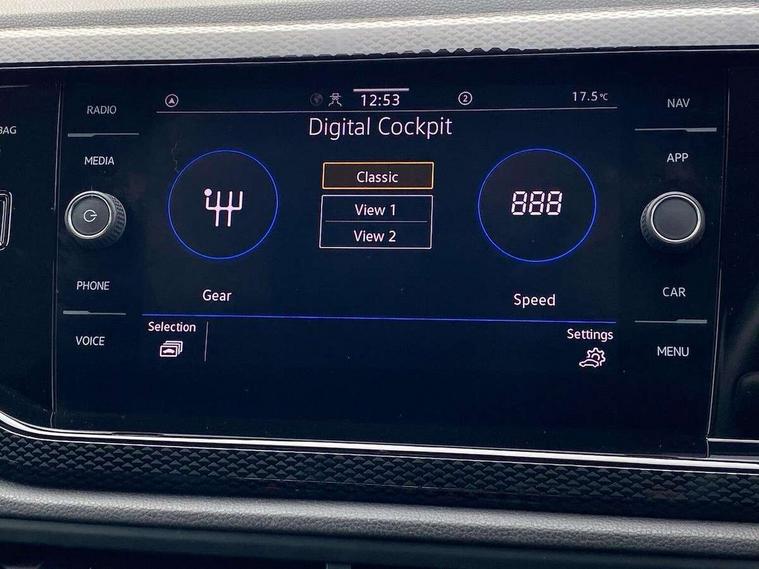 BAG
RADIO
MEDIA
PHONE
VOICE
12:53
2
17.5°C
Digital Cockpit
Classic
View 1
View 2
888
Gear
Speed
Selection
Settings
NAV
APP
CAR
MENU